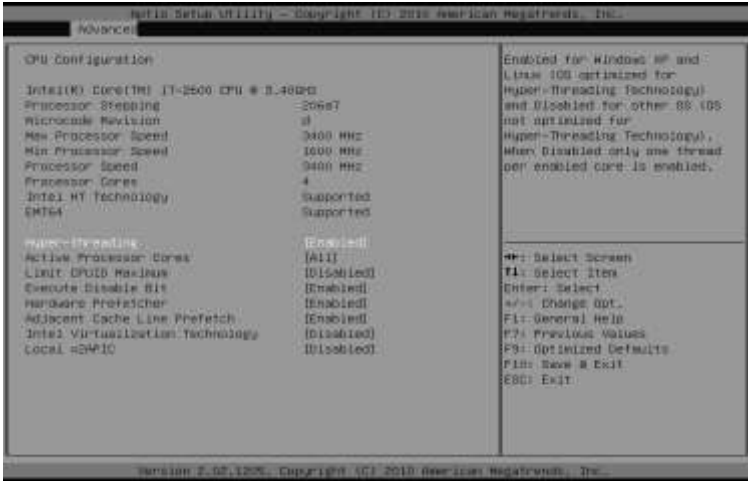 Aptio Setup Utility – Copyright (C) 2010 American Megatrends, Inc.
Advanced
CPU Configuration
Intel(R) Core(TM) i7-2600 CPU @ 3.40GHz
Processor Stepping 206a7
Microcode Revision
Max Processor Speed 3400 MHz
Min Processor Speed 1600 MHz
Processor Speed 3400 MHz
Processor Cores 4
Intel HT Technology Supported
EMT64 Supported
Hyper-threading [Enabled]
Active Processor Cores [All]
Limit CPUID Maximum [Disabled]
Execute Disable Bit [Enabled]
Hardware Prefetcher [Enabled]
Adjacent Cache Line Prefetch [Enabled]
Intel Virtualization Technology [Disabled]
Local x2APIC [Disabled]
Enabled for Windows XP and
Linux (OS optimized for
Hyper-Threading Technology)
and Disabled for other OS (OS
not optimized for
Hyper-Threading Technology).
When Disabled only one thread
per enabled core is enabled.
: Select Screen
↑↓: Select Item
Enter: Select
+/-: Change Opt.
F1: General Help
F7: Previous Values
F9: Optimized Defaults
F10: Save & Exit
ESC: Exit
Version 2.02.1205. Copyright (C) 2010 American Megatrends, Inc.